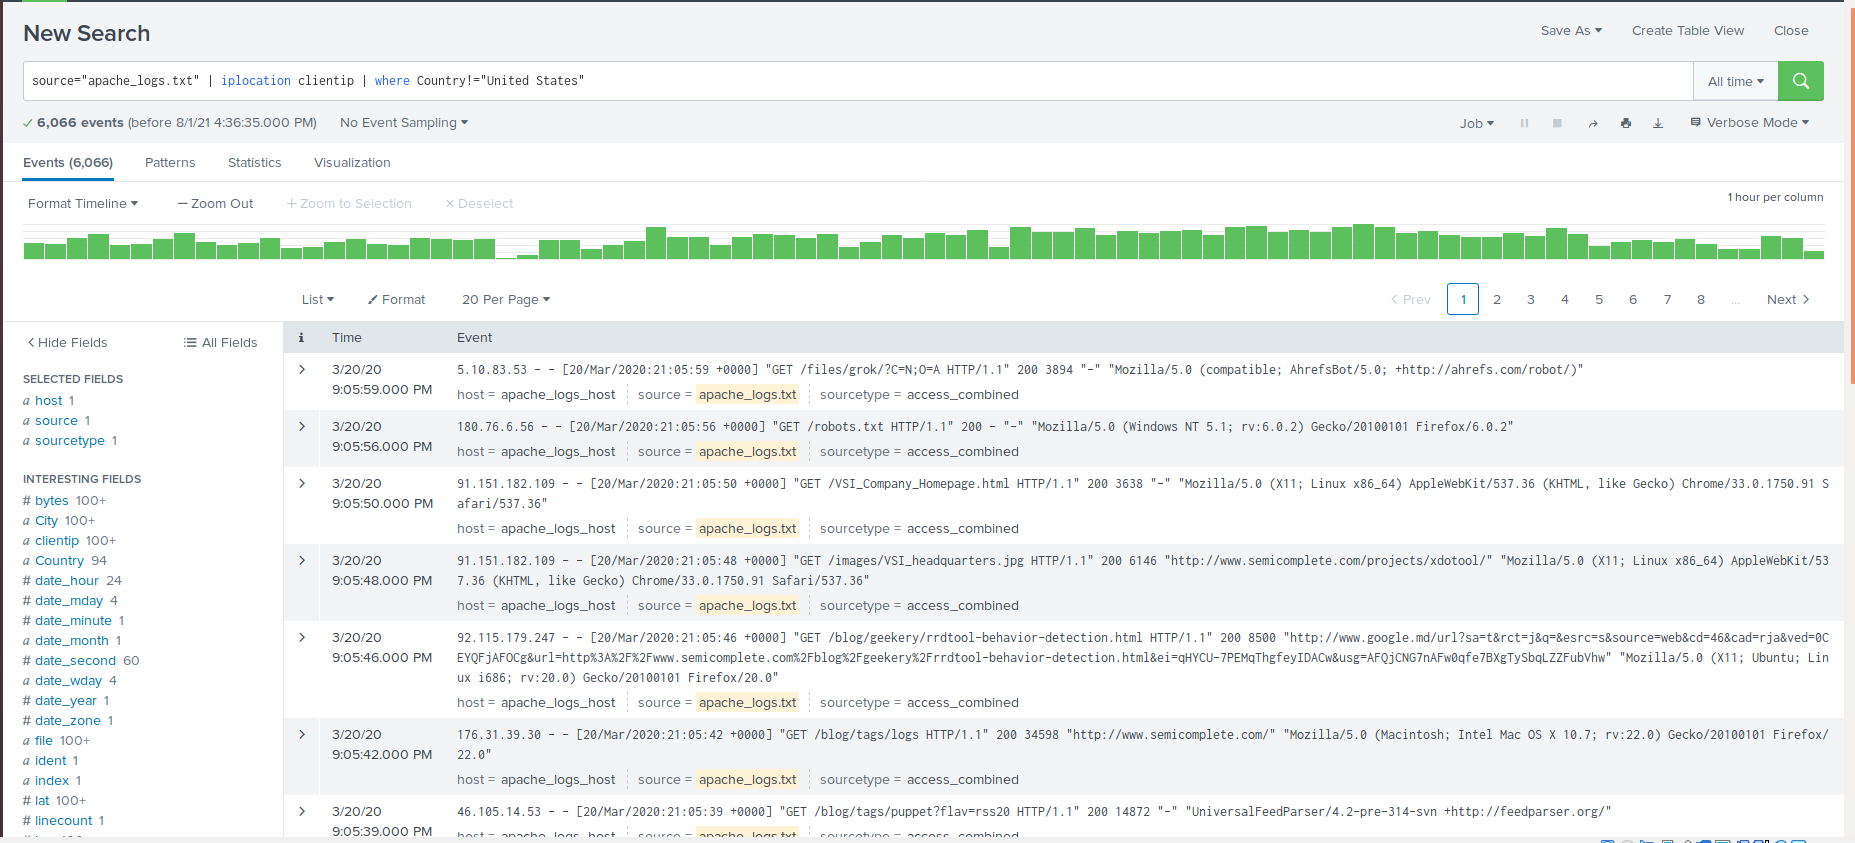 New Search
Save As Create Table View Close
source="apache_logs.txt" | iplocation clientip | where Country!="United States"
All time
6,066 events (before 8/1/21 4:36:35.000 PM) No Event Sampling
Job Verbose Mode
Events (6,066) Patterns Statistics Visualization
Format Timeline — Zoom Out + Zoom to Selection × Deselect
1 hour per column
List Format 20 Per Page
< Prev 1 2 3 4 5 6 7 8 ... Next >
< Hide Fields All Fields
SELECTED FIELDS
a host 1
a source 1
a sourcetype 1
INTERESTING FIELDS
# bytes 100+
a City 100+
a clientip 100+
a Country 94
# date_hour 24
# date_mday 4
# date_minute 1
a date_month 1
# date_second 60
a date_wday 4
# date_year 1
# date_zone 1
a file 100+
a ident 1
a index 1
# lat 100+
# linecount 1
i Time Event
> 3/20/20
9:05:59.000 PM
5.10.83.53 - - [20/Mar/2020:21:05:59 +0000] "GET /files/grok/?C=N;O=A HTTP/1.1" 200 3894 "-" "Mozilla/5.0 (compatible; AhrefsBot/5.0; +http://ahrefs.com/robot/)"
host = apache_logs_host source = apache_logs.txt sourcetype = access_combined
> 3/20/20
9:05:56.000 PM
180.76.6.56 - - [20/Mar/2020:21:05:56 +0000] "GET /robots.txt HTTP/1.1" 200 - "-" "Mozilla/5.0 (Windows NT 5.1; rv:6.0.2) Gecko/20100101 Firefox/6.0.2"
host = apache_logs_host source = apache_logs.txt sourcetype = access_combined
> 3/20/20
9:05:50.000 PM
91.151.182.109 - - [20/Mar/2020:21:05:50 +0000] "GET /VSI_Company_Homepage.html HTTP/1.1" 200 3638 "-" "Mozilla/5.0 (X11; Linux x86_64) AppleWebKit/537.36 (KHTML, like Gecko) Chrome/33.0.1750.91 S
afari/537.36"
host = apache_logs_host source = apache_logs.txt sourcetype = access_combined
> 3/20/20
9:05:48.000 PM
91.151.182.109 - - [20/Mar/2020:21:05:48 +0000] "GET /images/VSI_headquarters.jpg HTTP/1.1" 200 6146 "http://www.semicomplete.com/projects/xdotool/" "Mozilla/5.0 (X11; Linux x86_64) AppleWebKit/53
7.36 (KHTML, like Gecko) Chrome/33.0.1750.91 Safari/537.36"
host = apache_logs_host source = apache_logs.txt sourcetype = access_combined
> 3/20/20
9:05:46.000 PM
92.115.179.247 - - [20/Mar/2020:21:05:46 +0000] "GET /blog/geekery/rrdtool-behavior-detection.html HTTP/1.1" 200 8500 "http://www.google.md/url?sa=t&rct=j&q=&esrc=s&source=web&cd=46&cad=rja&ved=0C
EYQFjAFOCg&url=http%3A%2F%2Fwww.semicomplete.com%2Fblog%2Fgeekery%2Frrdtool-behavior-detection.html&ei=qHYCU-7PEMqThgfeyIDACw&usg=AFQjCNG7nAFw0qfe7BXgTySbqLZZFubVhw" "Mozilla/5.0 (X11; Ubuntu; Lin
ux i686; rv:20.0) Gecko/20100101 Firefox/20.0"
host = apache_logs_host source = apache_logs.txt sourcetype = access_combined
> 3/20/20
9:05:42.000 PM
176.31.39.30 - - [20/Mar/2020:21:05:42 +0000] "GET /blog/tags/logs HTTP/1.1" 200 34598 "http://www.semicomplete.com/" "Mozilla/5.0 (Macintosh; Intel Mac OS X 10.7; rv:22.0) Gecko/20100101 Firefox/
22.0"
host = apache_logs_host source = apache_logs.txt sourcetype = access_combined
> 3/20/20
9:05:39.000 PM
46.105.14.53 - - [20/Mar/2020:21:05:39 +0000] "GET /blog/tags/puppet?flav=rss20 HTTP/1.1" 200 14872 "-" "UniversalFeedParser/4.2-pre-314-svn +http://feedparser.org/"
host = apache_logs_host source = apache_logs.txt sourcetype = access_combined